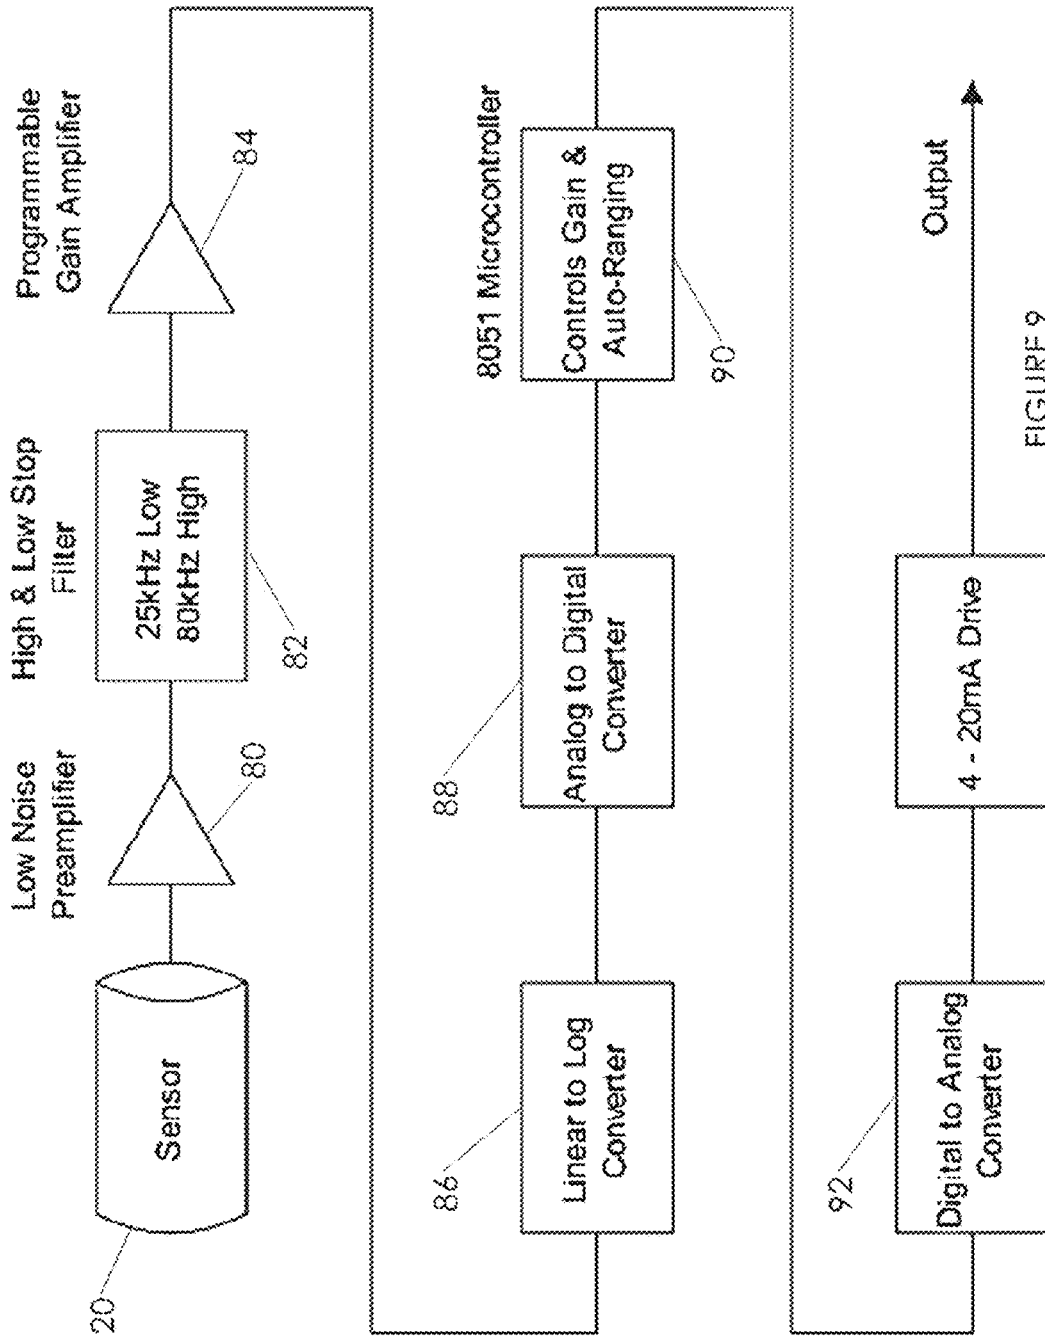 Low Noise
Preamplifier
High & Low Stop
Filter
Programmable
Gain Amplifier
Sensor
25kHz Low
80kHz High
20
80
82
84
8051 Microcontroller
86
88
Linear to Log
Converter
Analog to Digital
Converter
Controls Gain &
Auto-Ranging
90
92
Output
Digital to Analog
Converter
4 - 20mA Drive
FIGURE 9